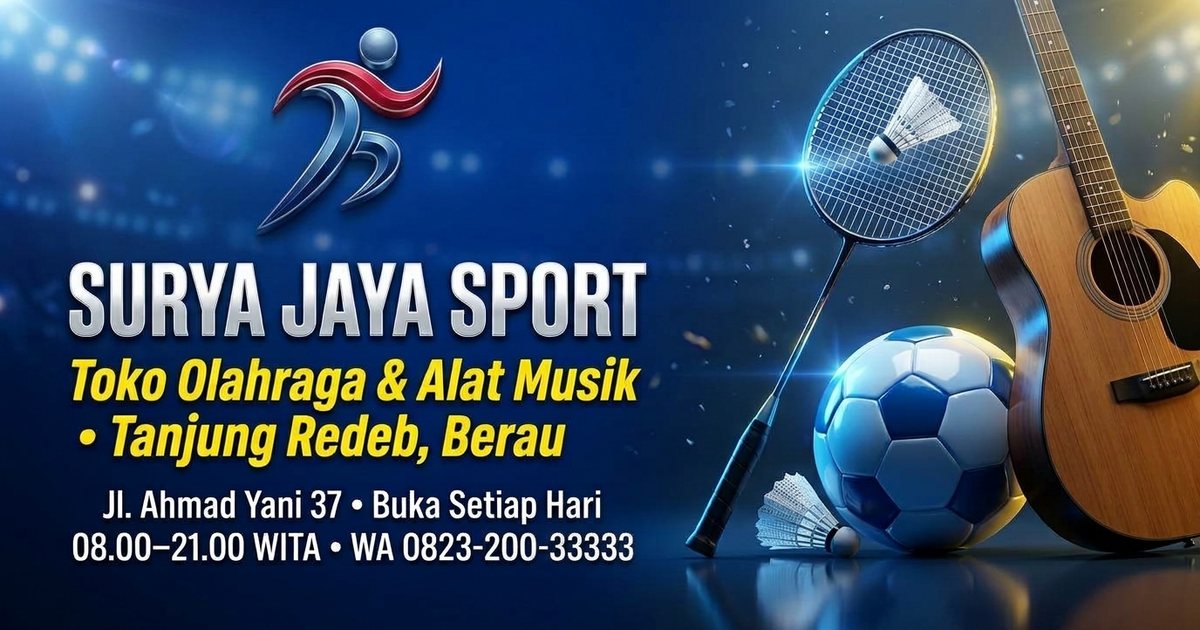 SURYA JAYA SPORT
Toko Olahraga & Alat Musik
• Tanjung Redeb, Berau
Jl. Ahmad Yani 37 • Buka Setiap Hari
08.00–21.00 WITA • WA 0823-200-33333